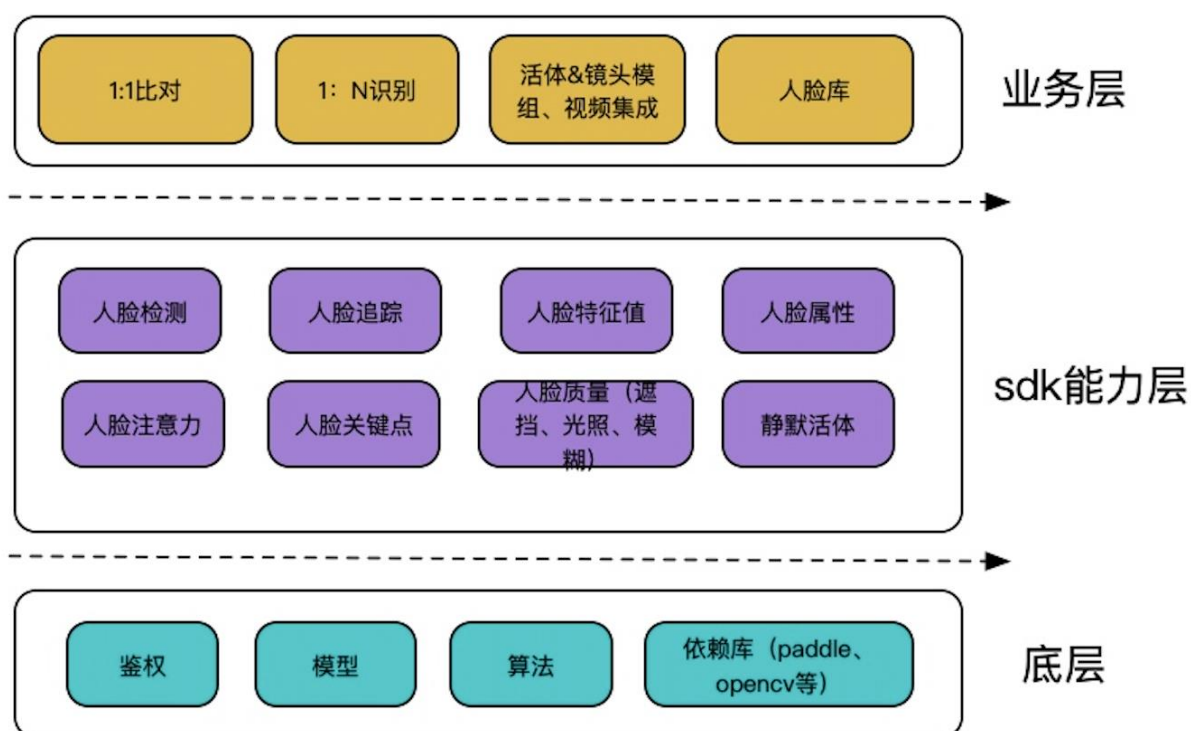 1:1比对
1：N识别
活体&镜头模
组、视频集成
人脸库
业务层
人脸检测
人脸追踪
人脸特征值
人脸属性
人脸注意力
人脸关键点
人脸质量（遮
挡、光照、模
糊）
静默活体
sdk能力层
鉴权
模型
算法
依赖库（paddle、
opencv等）
底层